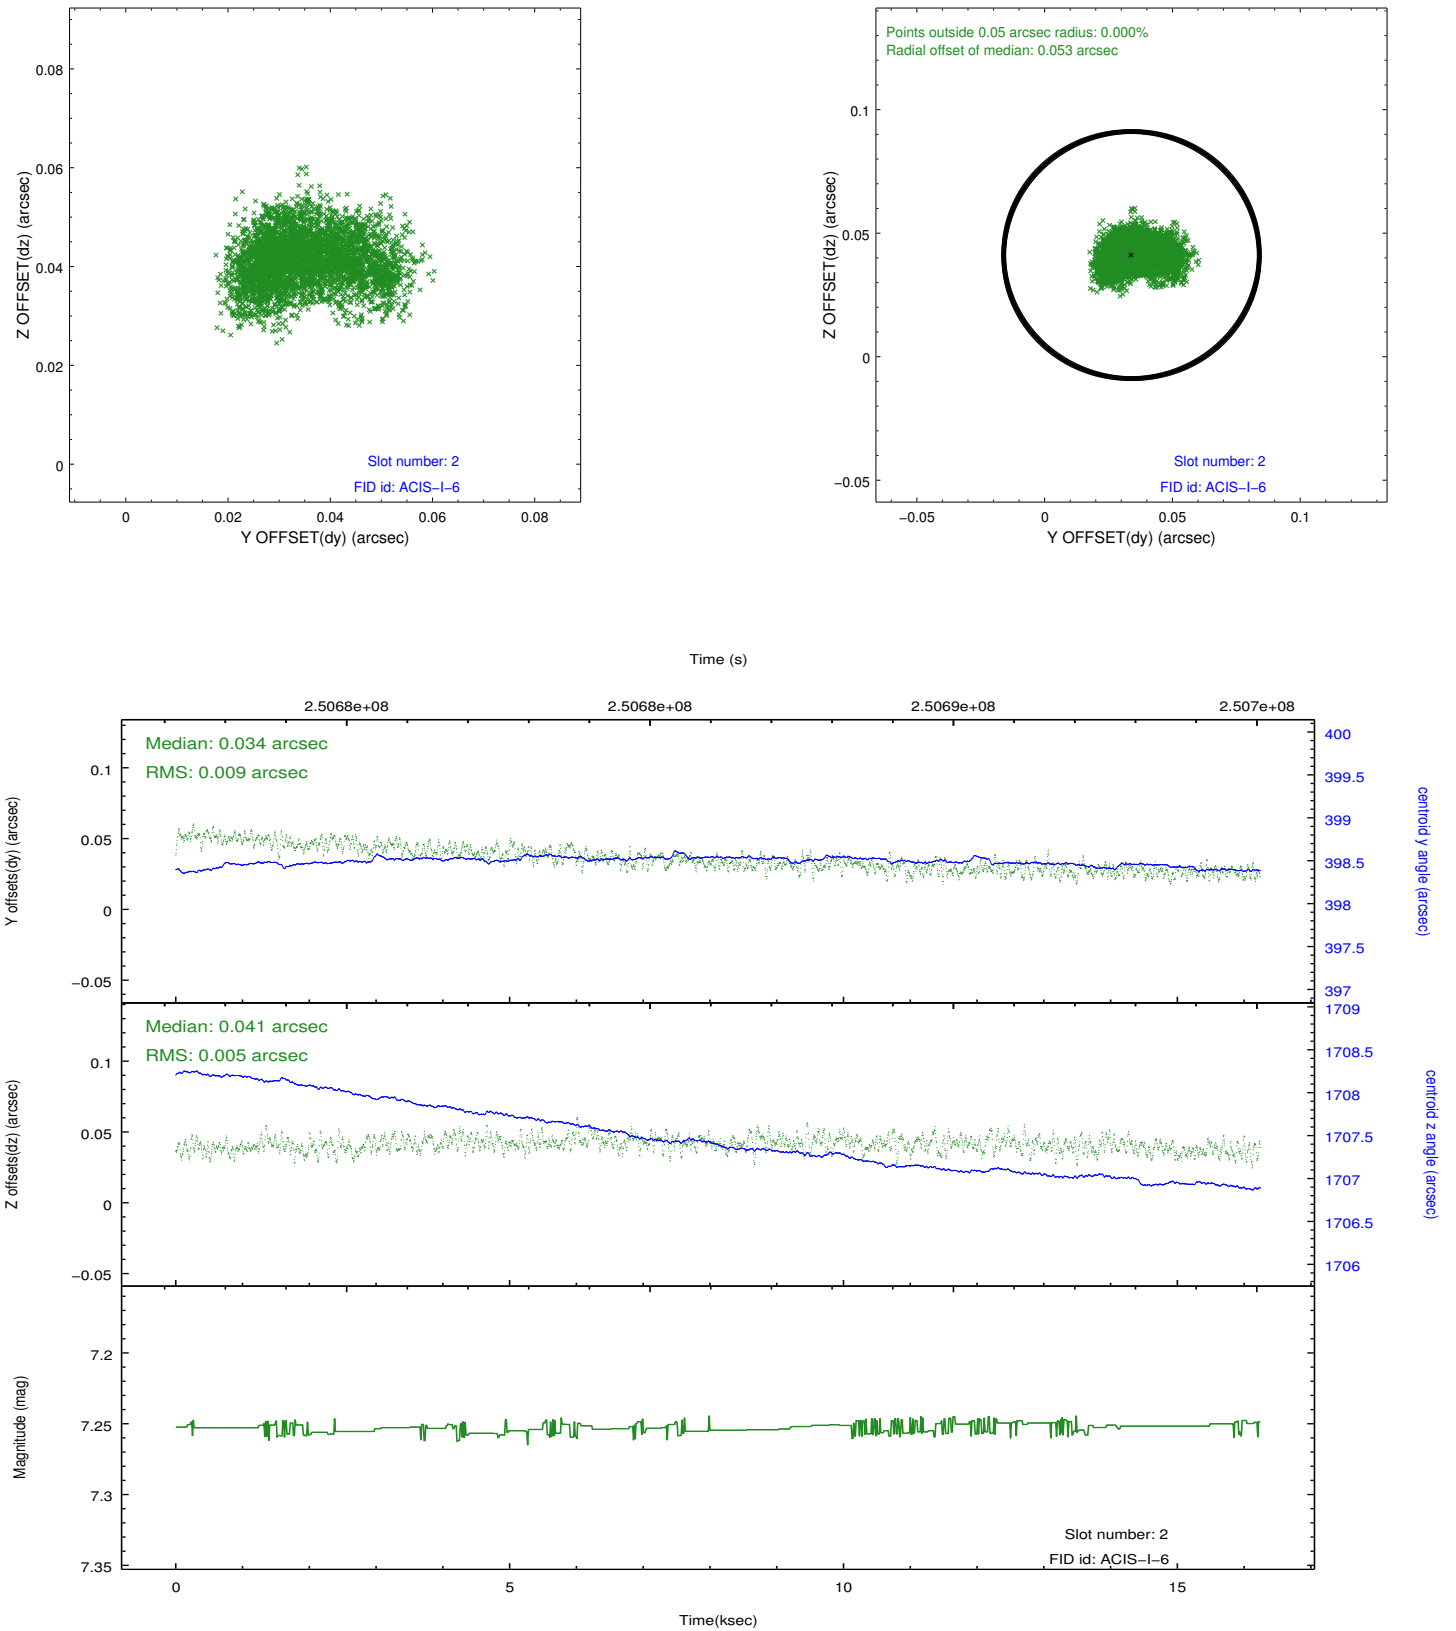 0.08
0.06
0.04
0.02
0
Z OFFSET(dz) (arcsec)
Slot number: 2
FID id: ACIS−I−6
0 0.02 0.04 0.06 0.08
Y OFFSET(dy) (arcsec)
Points outside 0.05 arcsec radius: 0.000%
Radial offset of median: 0.053 arcsec
0.1
0.05
0
−0.05
Z OFFSET(dz) (arcsec)
Slot number: 2
FID id: ACIS−I−6
−0.05 0 0.05 0.1
Y OFFSET(dy) (arcsec)
Time (s)
2.5068e+08 2.5068e+08 2.5069e+08 2.507e+08
Median: 0.034 arcsec
RMS: 0.009 arcsec
0.1
0.05
0
−0.05
Y offsets(dy) (arcsec)
400
399.5
399
398.5
398
397.5
397
centroid y angle (arcsec)
Median: 0.041 arcsec
RMS: 0.005 arcsec
0.1
0.05
0
−0.05
Z offsets(dz) (arcsec)
1709
1708.5
1708
1707.5
1707
1706.5
1706
centroid z angle (arcsec)
7.2
7.25
7.3
7.35
Magnitude (mag)
Slot number: 2
FID id: ACIS−I−6
0 5 10 15
Time(ksec)